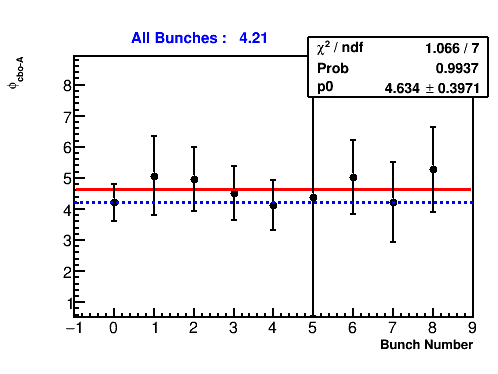 All Bunches : 4.21
χ² / ndf 1.066 / 7
Prob 0.9937
p0 4.634 ± 0.3971
ϕcbo-A
8
7
6
5
4
3
2
1
−1 0 1 2 3 4 5 6 7 8 9
Bunch Number